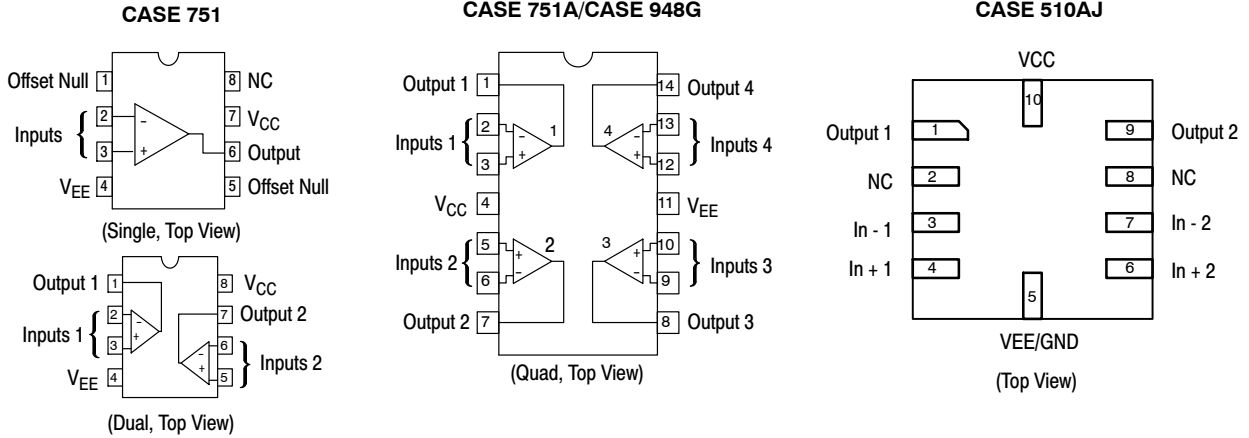 CASE 751
Offset Null 1
8 NC
2
Inputs
3
-
+
7 VCC
6 Output
VEE 4
5 Offset Null
(Single, Top View)
Output 1 1
8 VCC
2
Inputs 1
3
-
+
7 Output 2
6
Inputs 2
5
-
+
VEE 4
(Dual, Top View)
CASE 751A/CASE 948G
Output 1 1
14 Output 4
2
Inputs 1
3
-
+
1
4
-
+
13
Inputs 4
12
VCC 4
11 VEE
5
Inputs 2
6
+
-
2
3
+
-
10
Inputs 3
9
Output 2 7
8 Output 3
(Quad, Top View)
CASE 510AJ
VCC
10
Output 1 1
9 Output 2
NC 2
8 NC
In - 1 3
7 In - 2
In + 1 4
6 In + 2
5
VEE/GND
(Top View)